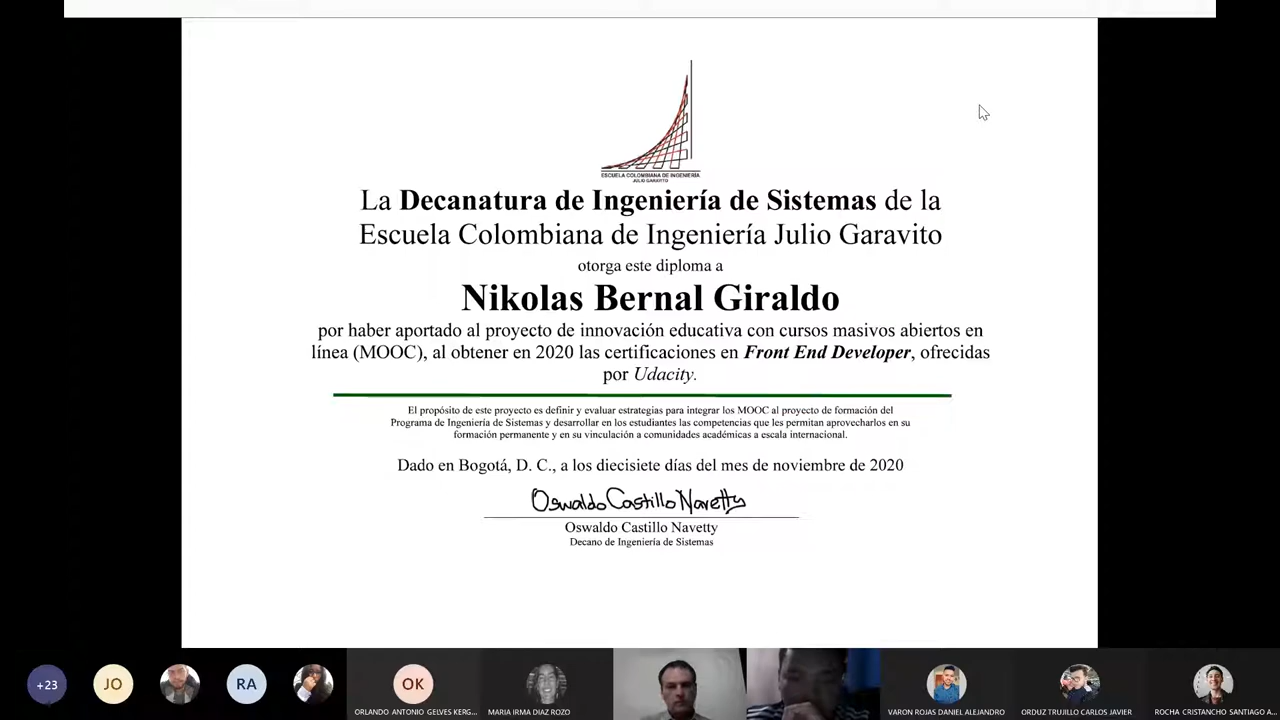 ESCUELA COLOMBIANA DE INGENIERÍA
JULIO GARAVITO
La Decanatura de Ingeniería de Sistemas de la
Escuela Colombiana de Ingeniería Julio Garavito
otorga este diploma a
Nikolas Bernal Giraldo
por haber aportado al proyecto de innovación educativa con cursos masivos abiertos en
línea (MOOC), al obtener en 2020 las certificaciones en Front End Developer, ofrecidas
por Udacity.
El propósito de este proyecto es definir y evaluar estrategias para integrar los MOOC al proyecto de formación del
Programa de Ingeniería de Sistemas y desarrollar en los estudiantes las competencias que les permitan aprovecharlos en su
formación permanente y en su vinculación a comunidades académicas a escala internacional.
Dado en Bogotá, D. C., a los diecisiete días del mes de noviembre de 2020
Oswaldo Castillo Navetty
Oswaldo Castillo Navetty
Decano de Ingeniería de Sistemas
+23
JO
RA
OK
ORLANDO ANTONIO GELVES KERG...
MARIA IRMA DIAZ ROZO
VARON ROJAS DANIEL ALEJANDRO
ORDUZ TRUJILLO CARLOS JAVIER
ROCHA CRISTANCHO SANTIAGO A...